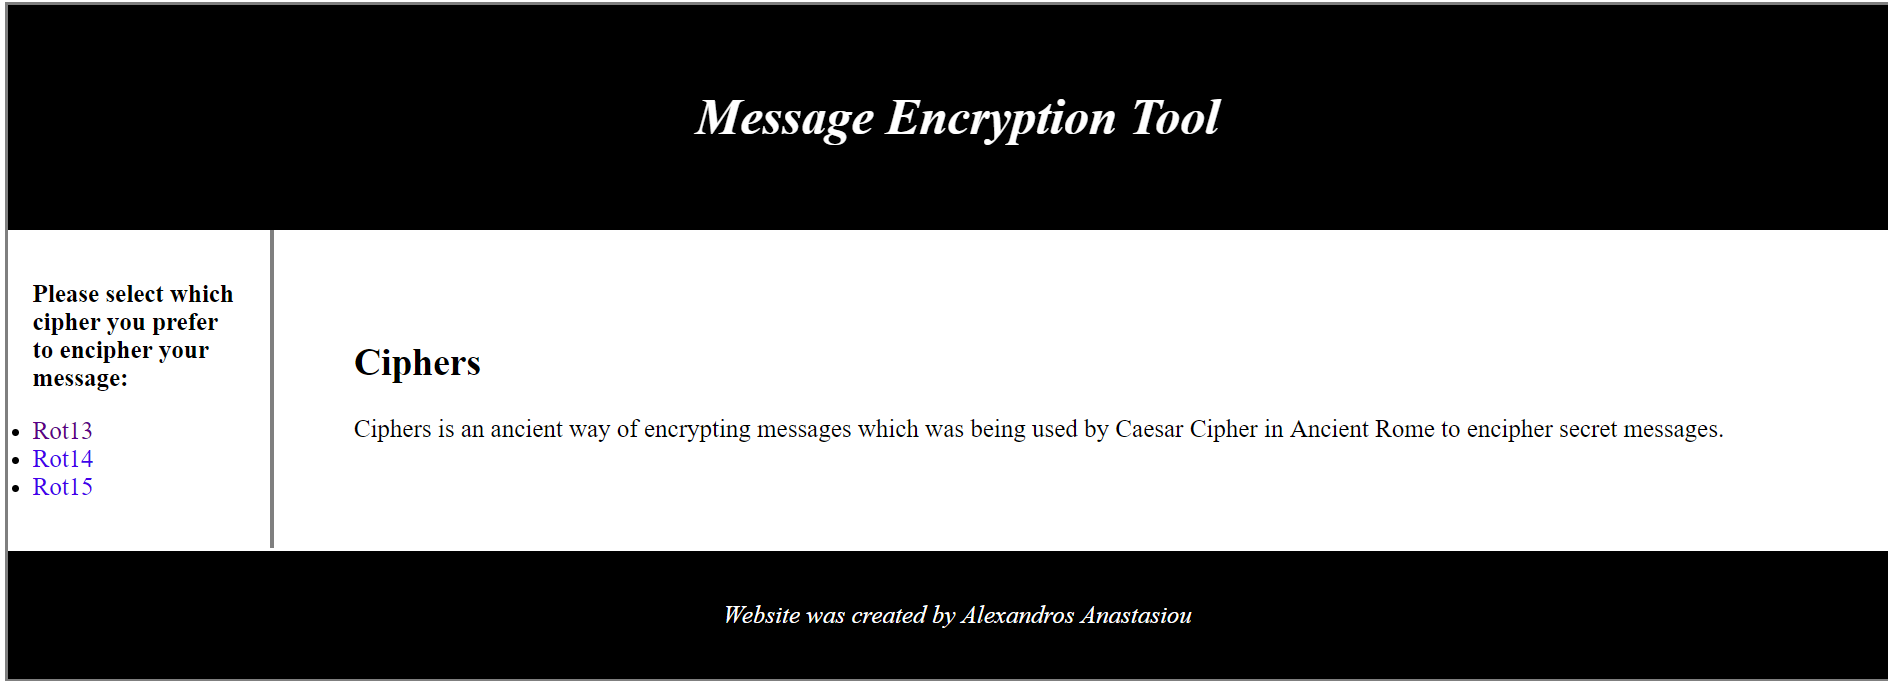 Message Encryption Tool
Please select which
cipher you prefer
to encipher your
message:
Rot13
Rot14
Rot15
Ciphers
Ciphers is an ancient way of encrypting messages which was being used by Caesar Cipher in Ancient Rome to encipher secret messages.
Website was created by Alexandros Anastasiou